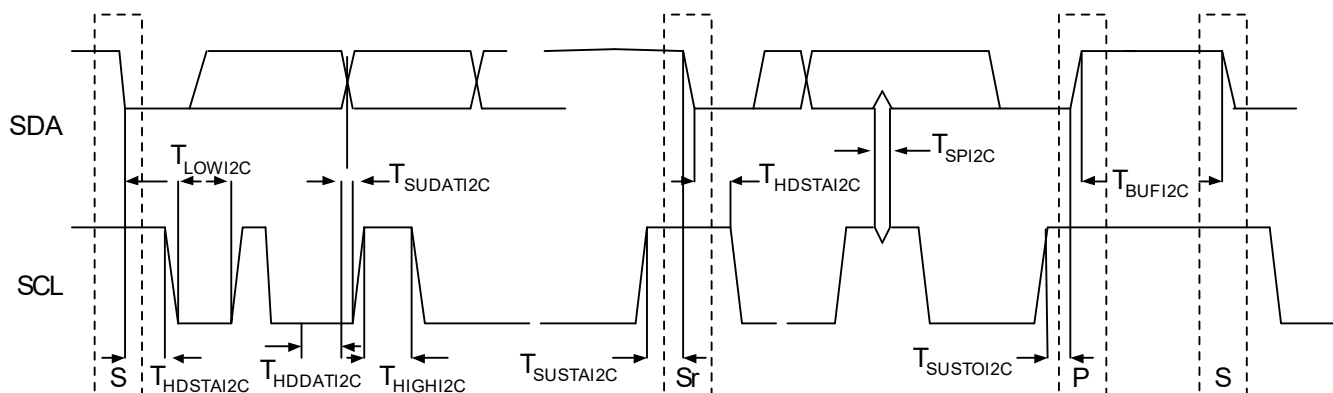 SDA
T_LOWI2C
T_SUDATI2C
T_HDSTAI2C
T_SPI2C
T_BUFI2C
SCL
S
T_HDSTAI2C
T_HDDATI2C
T_HIGHI2C
T_SUSTAI2C
Sr
T_SUSTOI2C
P
S